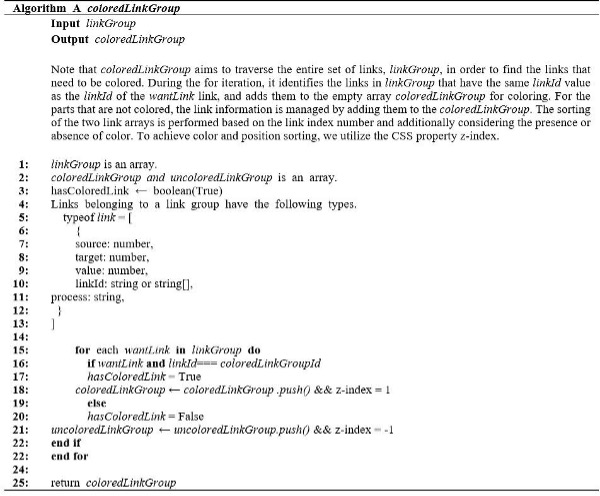 Algorithm A coloredLinkGroup
Input linkGroup
Output coloredLinkGroup
Note that coloredLinkGroup aims to traverse the entire set of links, linkGroup, in order to find the links that
need to be colored. During the for iteration, it identifies the links in linkGroup that have the same linkId value
as the linkId of the wantLink link, and adds them to the empty array coloredLinkGroup for coloring. For the
parts that are not colored, the link information is managed by adding them to the coloredLinkGroup. The sorting
of the two link arrays is performed based on the link index number and additionally considering the presence or
absence of color. To achieve color and position sorting, we utilize the CSS property z-index.
1: linkGroup is an array.
2: coloredLinkGroup and uncoloredLinkGroup is an array.
3: hasColoredLink ← boolean(True)
4: Links belonging to a link group have the following types.
5: typeof link = [
6: {
7: source: number,
8: target: number,
9: value: number,
10: linkId: string or string[],
11: process: string,
12: }
13: ]
14:
15: for each wantLink in linkGroup do
16: if wantLink and linkId=== coloredLinkGroupId
17: hasColoredLink = True
18: coloredLinkGroup ← coloredLinkGroup .push() && z-index = 1
19: else
20: hasColoredLink = False
21: uncoloredLinkGroup ← uncoloredLinkGroup.push() && z-index = -1
22: end if
22: end for
24:
25: return coloredLinkGroup